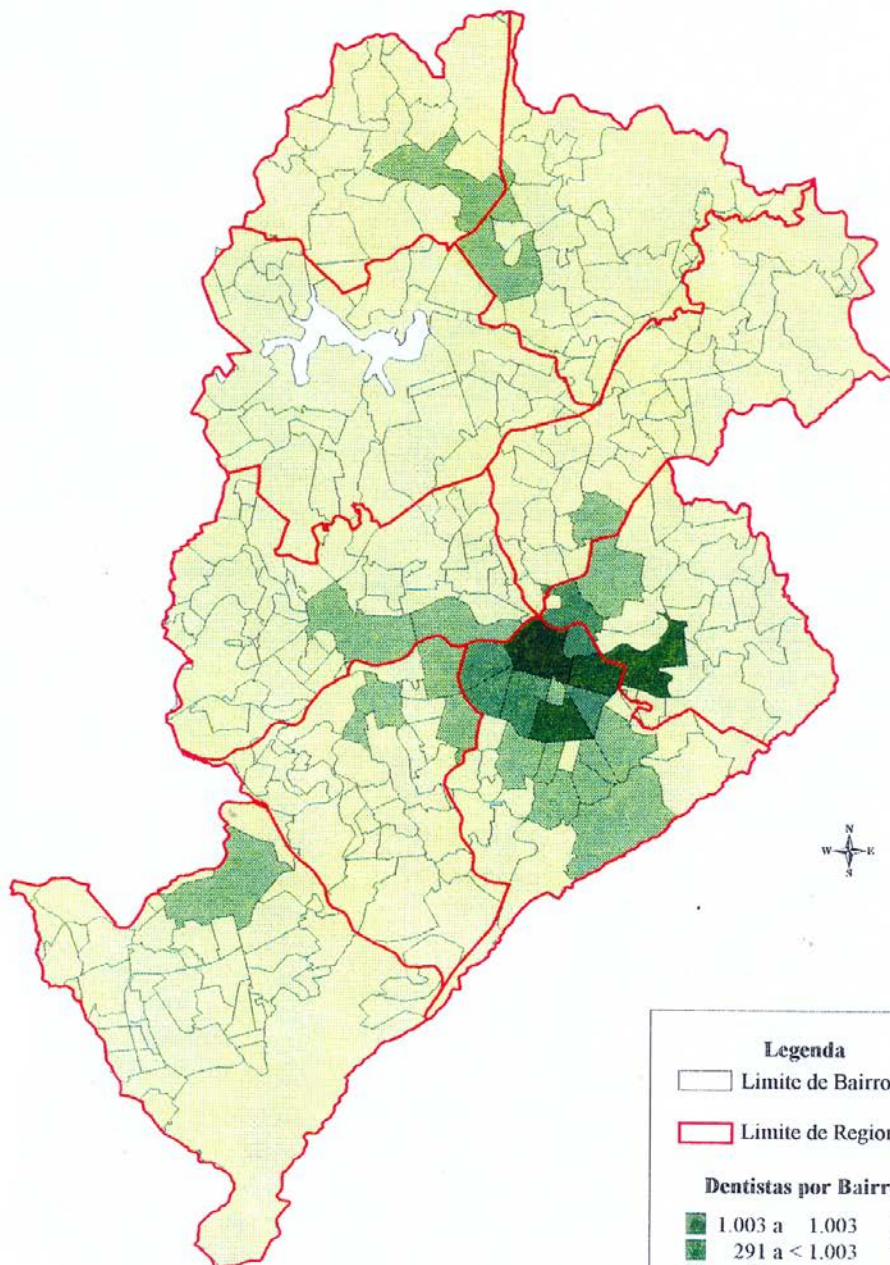 N
W E
S
Legenda
Limite de Bairro
Limite de Region
Dentistas por Bairr
1.003 a 1.003
291 a < 1.003